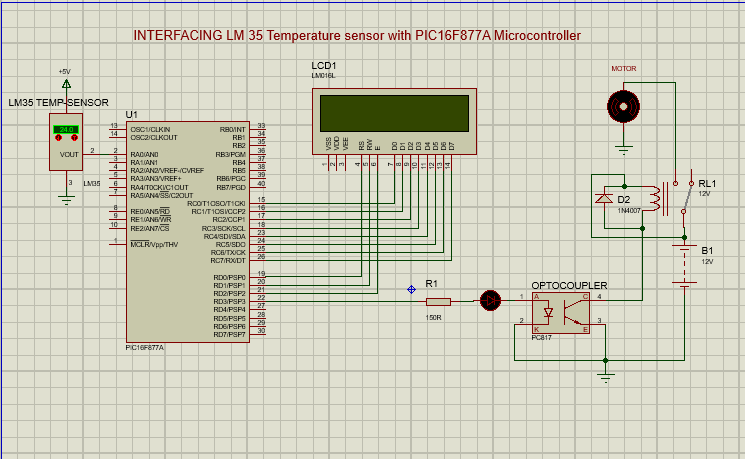 INTERFACING LM 35 Temperature sensor with PIC16F877A Microcontroller
+5V
LM35 TEMP-SENSOR
24.0
VOUT
2
3
LM35
U1
13 OSC1/CLKIN
14 OSC2/CLKOUT
2 RA0/AN0
3 RA1/AN1
4 RA2/AN2/VREF-/CVREF
5 RA3/AN3/VREF+
6 RA4/T0CKI/C1OUT
7 RA5/AN4/SS/C2OUT
8 RE0/AN5/RD
9 RE1/AN6/WR
10 RE2/AN7/CS
1 MCLR/Vpp/THV
RB0/INT 33
RB1 34
RB2 35
RB3/PGM 36
RB4 37
RB5 38
RB6/PGC 39
RB7/PGD 40
RC0/T1OSO/T1CKI 15
RC1/T1OSI/CCP2 16
RC2/CCP1 17
RC3/SCK/SCL 18
RC4/SDI/SDA 23
RC5/SDO 24
RC6/TX/CK 25
RC7/RX/DT 26
RD0/PSP0 19
RD1/PSP1 20
RD2/PSP2 21
RD3/PSP3 22
RD4/PSP4 27
RD5/PSP5 28
RD6/PSP6 29
RD7/PSP7 30
PIC16F877A
LCD1
LM016L
VSS VDD VEE RS RW E D0 D1 D2 D3 D4 D5 D6 D7
1 2 3 4 5 6 7 8 9 10 11 12 13 14
MOTOR
RL1
12V
D2
1N4007
B1
12V
R1
150R
OPTOCOUPLER
1 A C 4
2 K E 3
PC817